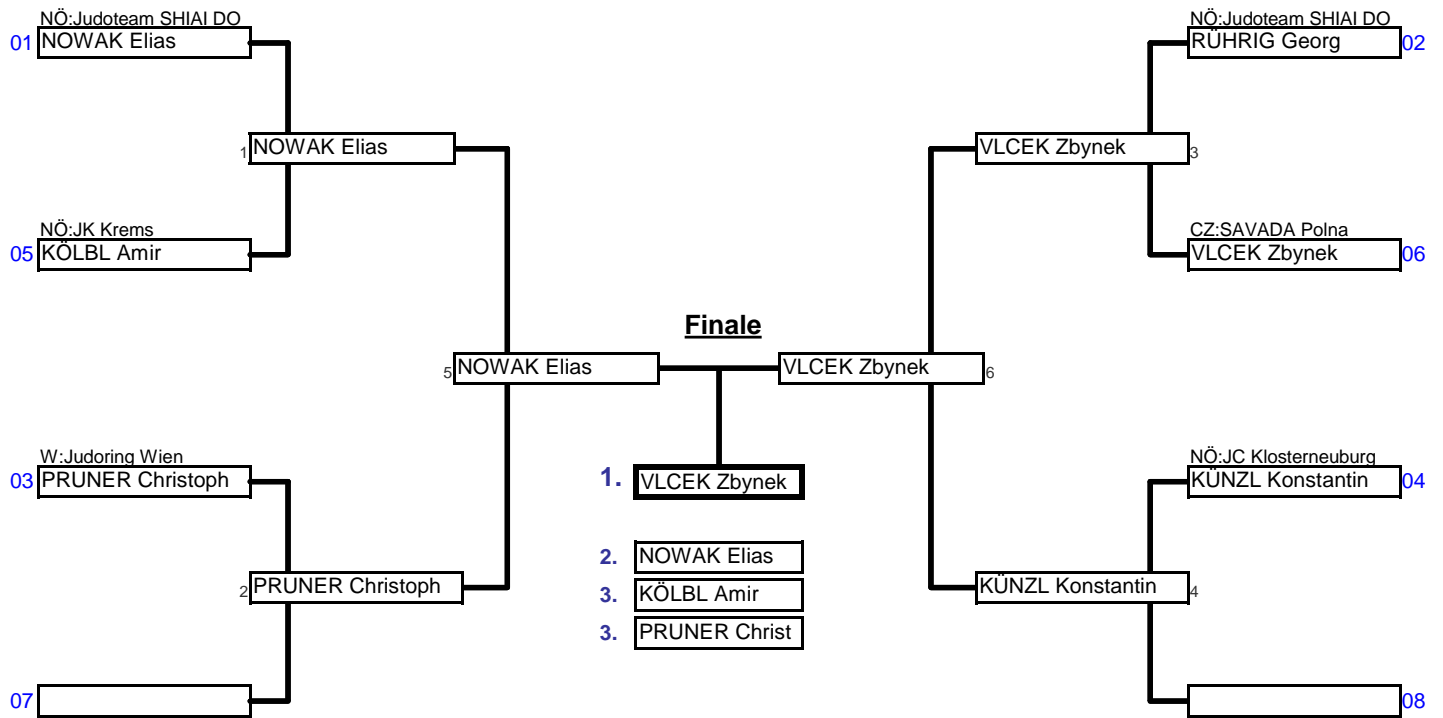 NÖ:Judoteam SHIAI DO
01 NOWAK Elias
NÖ:Judoteam SHIAI DO
RÜHRIG Georg 02
1 NOWAK Elias
VLCEK Zbynek 3
NÖ:JK Krems
05 KÖLBL Amir
CZ:SAVADA Polna
VLCEK Zbynek 06
Finale
5 NOWAK Elias
VLCEK Zbynek 6
W:Judoring Wien
03 PRUNER Christoph
1. VLCEK Zbynek
NÖ:JC Klosterneuburg
KÜNZL Konstantin 04
2. NOWAK Elias
2 PRUNER Christoph
3. KÖLBL Amir
KÜNZL Konstantin 4
3. PRUNER Christ
07
08